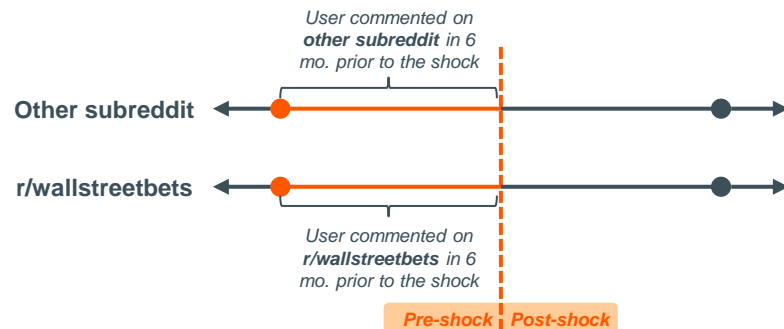 User commented on
other subreddit in 6
mo. prior to the shock
Other subreddit
r/wallstreetbets
User commented on
r/wallstreetbets in 6
mo. prior to the shock
Pre-shock Post-shock